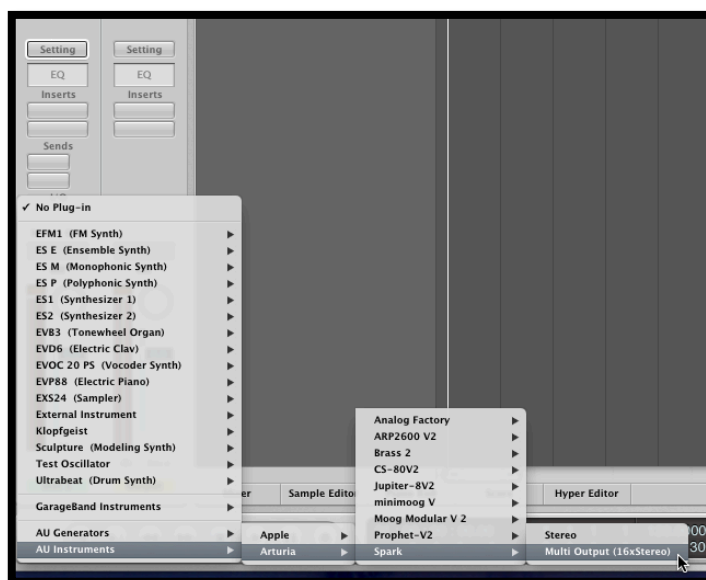 Setting
Setting
EQ
EQ
Inserts
Inserts
Sends
✓ No Plug-in
EFM1 (FM Synth)
ES E (Ensemble Synth)
ES M (Monophonic Synth)
ES P (Polyphonic Synth)
ES1 (Synthesizer 1)
ES2 (Synthesizer 2)
EVB3 (Tonewheel Organ)
EVD6 (Electric Clav)
EVOC 20 PS (Vocoder Synth)
EVP88 (Electric Piano)
EXS24 (Sampler)
External Instrument
Klopfgeist
Sculpture (Modeling Synth)
Test Oscillator
Ultrabeat (Drum Synth)
GarageBand Instruments
AU Generators
AU Instruments
Sample Edito
Hyper Editor
Apple
Arturia
Analog Factory
ARP2600 V2
Brass 2
CS-80V2
Jupiter-8V2
minimoog V
Moog Modular V 2
Prophet-V2
Spark
Stereo
Multi Output (16xStereo)